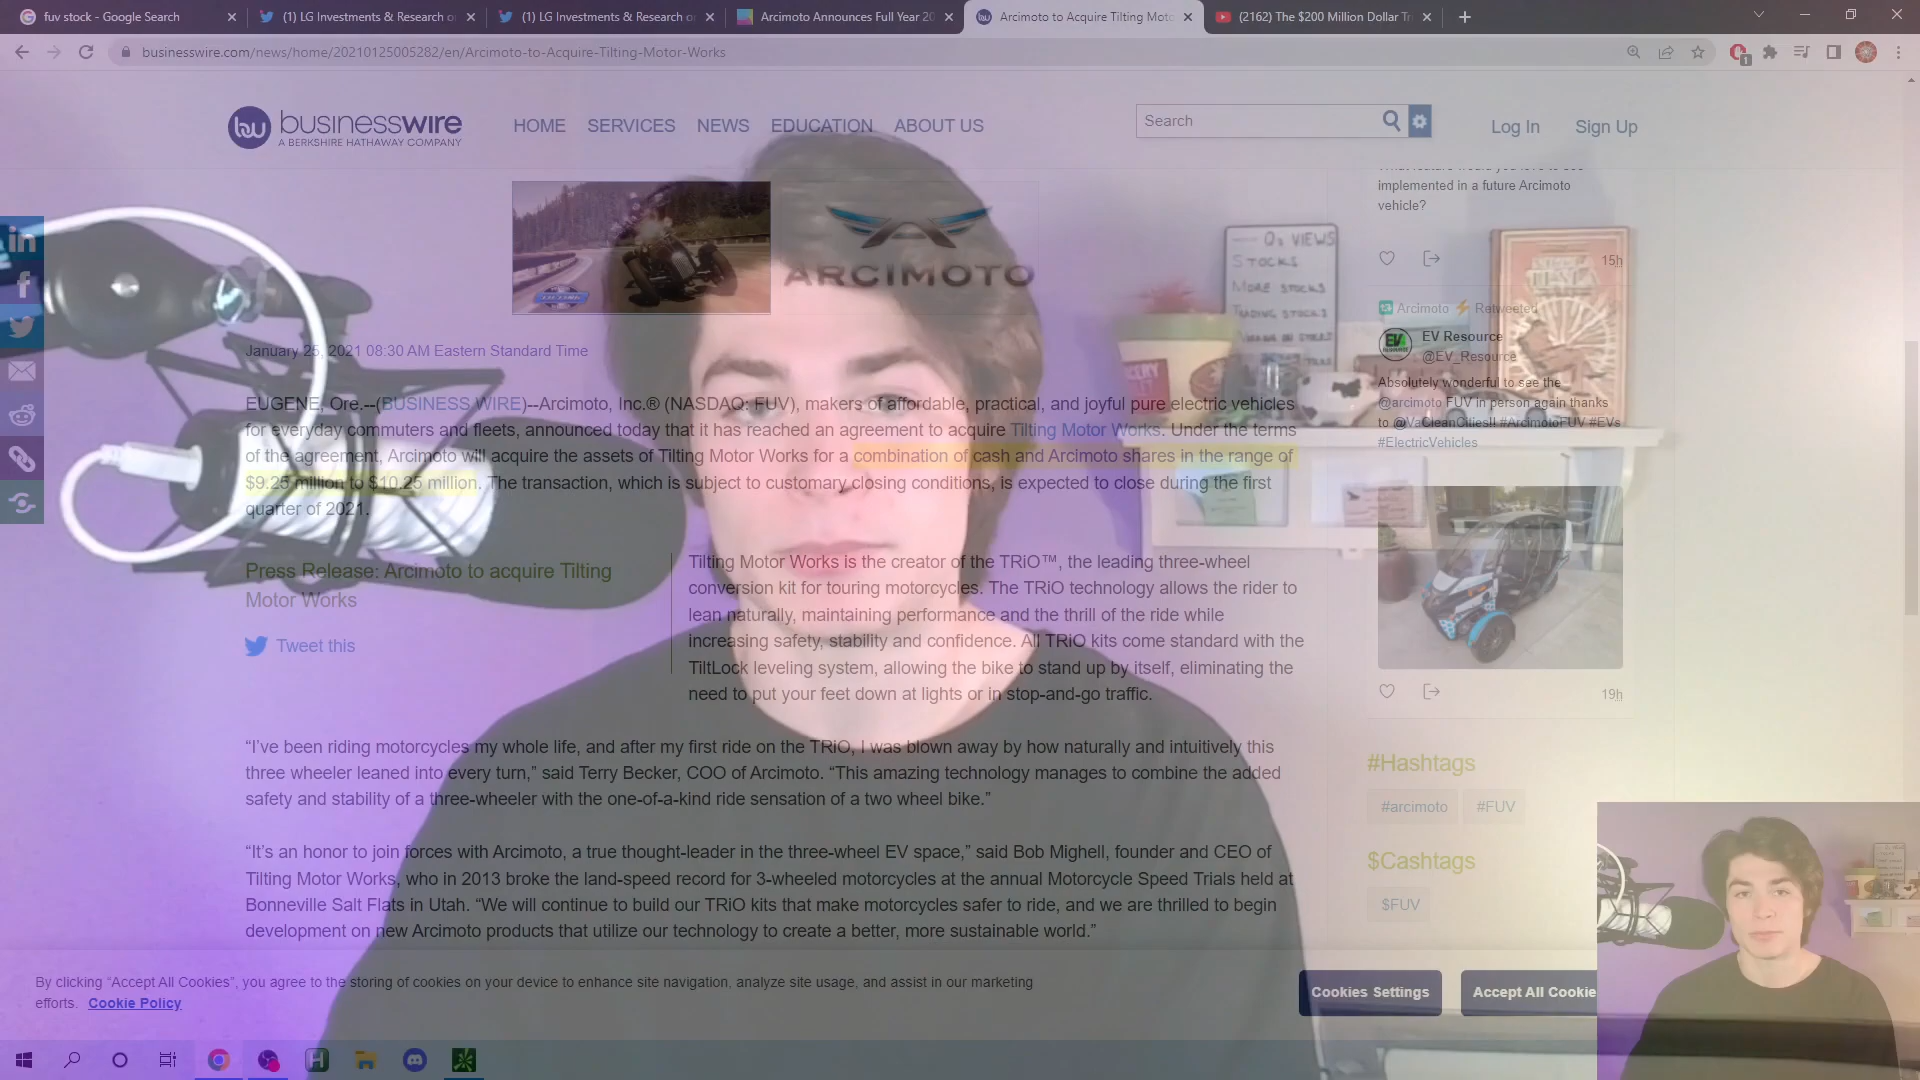 fuv stock - Google Search
(1) LG Investments & Research o
(1) LG Investments & Research o
Arcimoto Announces Full Year 20
Arcimoto to Acquire Tilting Moto
(2162) The $200 Million Dollar Tr
businesswire.com/news/home/20210125005282/en/Arcimoto-to-Acquire-Tilting-Motor-Works
1
bw businesswire
A BERKSHIRE HATHAWAY COMPANY
HOME SERVICES NEWS EDUCATION ABOUT US
Search
Log In Sign Up
ARCIMOTO
January 25, 2021 08:30 AM Eastern Standard Time
EUGENE, Ore.--(BUSINESS WIRE)--Arcimoto, Inc.® (NASDAQ: FUV), makers of affordable, practical, and joyful pure electric vehicles
for everyday commuters and fleets, announced today that it has reached an agreement to acquire Tilting Motor Works. Under the terms
of the agreement, Arcimoto will acquire the assets of Tilting Motor Works for a combination of cash and Arcimoto shares in the range of
$9.25 million to $10.25 million. The transaction, which is subject to customary closing conditions, is expected to close during the first
quarter of 2021.
Press Release: Arcimoto to acquire Tilting
Motor Works
Tweet this
Tilting Motor Works is the creator of the TRiO™, the leading three-wheel
conversion kit for touring motorcycles. The TRiO technology allows the rider to
lean naturally, maintaining performance and the thrill of the ride while
increasing safety, stability and confidence. All TRiO kits come standard with the
TiltLock leveling system, allowing the bike to stand up by itself, eliminating the
need to put your feet down at lights or in stop-and-go traffic.
“I’ve been riding motorcycles my whole life, and after my first ride on the TRiO, I was blown away by how naturally and intuitively this
three wheeler leaned into every turn,” said Terry Becker, COO of Arcimoto. “This amazing technology manages to combine the added
safety and stability of a three-wheeler with the one-of-a-kind ride sensation of a two wheel bike.”
“It’s an honor to join forces with Arcimoto, a true thought-leader in the three-wheel EV space,” said Bob Mighell, founder and CEO of
Tilting Motor Works, who in 2013 broke the land-speed record for 3-wheeled motorcycles at the annual Motorcycle Speed Trials held at
Bonneville Salt Flats in Utah. “We will continue to build our TRiO kits that make motorcycles safer to ride, and we are thrilled to begin
development on new Arcimoto products that utilize our technology to create a better, more sustainable world.”
implemented in a future Arcimoto
vehicle?
15h
Arcimoto ⚡ Retweeted
EV Resource
@EV_Resource
Absolutely wonderful to see the
@arcimoto FUV in person again thanks
to @VaCleanCities!! #ArcimotoFUV #EVs
#ElectricVehicles
19h
#Hashtags
#arcimoto #FUV
$Cashtags
$FUV
VIEWS
STOCKS
MORE STOCKS
TRADING STOCKS
By clicking “Accept All Cookies”, you agree to the storing of cookies on your device to enhance site navigation, analyze site usage, and assist in our marketing
efforts. Cookie Policy
Cookies Settings
Accept All Cookie